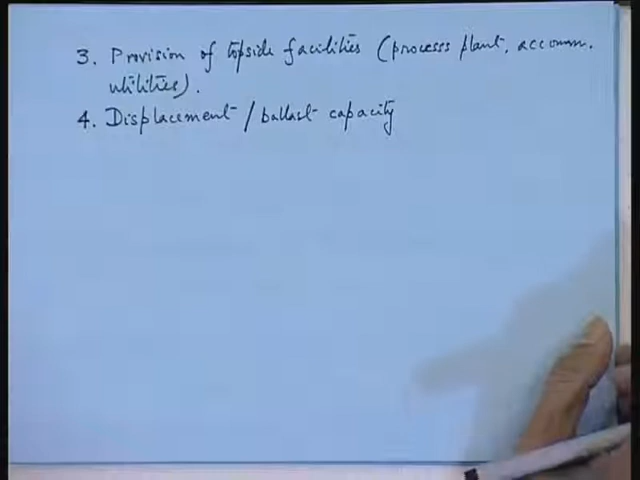 3. Provision of topside facilities (process plant, accomm.
utilities).
4. Displacement / ballast capacity